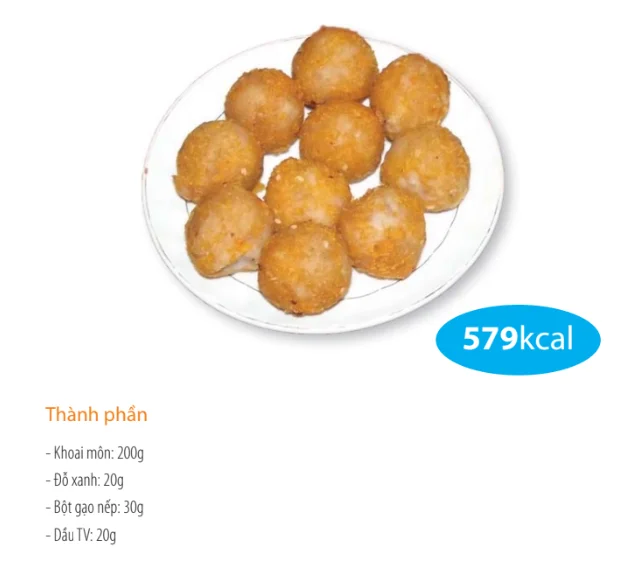 579kcal
Thành phần
- Khoai môn: 200g
- Đỗ xanh: 20g
- Bột gạo nếp: 30g
- Dầu TV: 20g